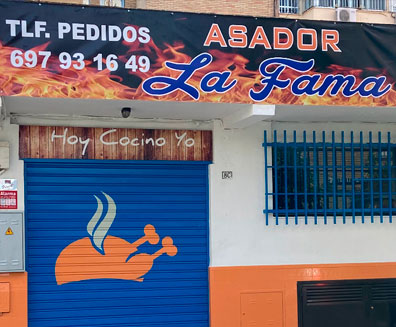 TLF. PEDIDOS
697 93 16 49
ASADOR
La Fama
Hoy Cocino Yo